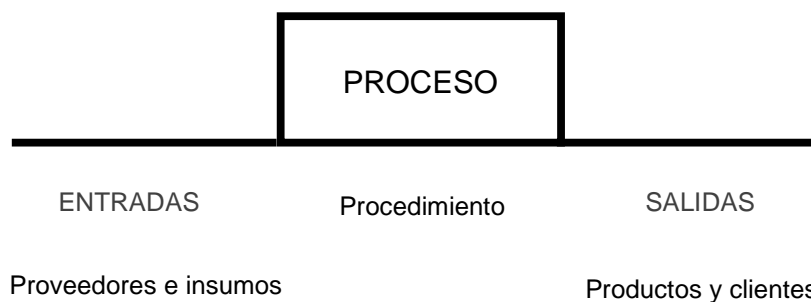 PROCESO
ENTRADAS
Procedimiento
SALIDAS
Proveedores e insumos
Productos y clientes